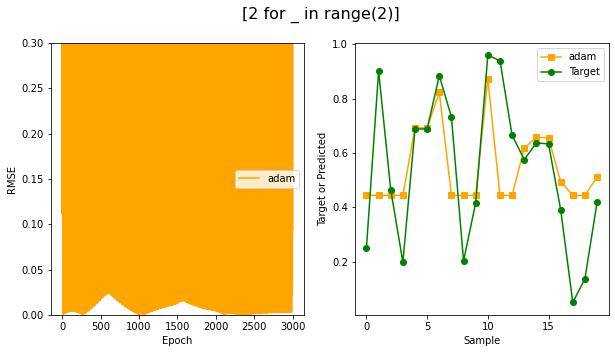 [2 for _ in range(2)]
0.30
0.25
0.20
0.15
0.10
0.05
0.00
RMSE
adam
0 500 1000 1500 2000 2500 3000
Epoch
1.0
0.8
0.6
0.4
0.2
Target or Predicted
adam
Target
0 5 10 15
Sample